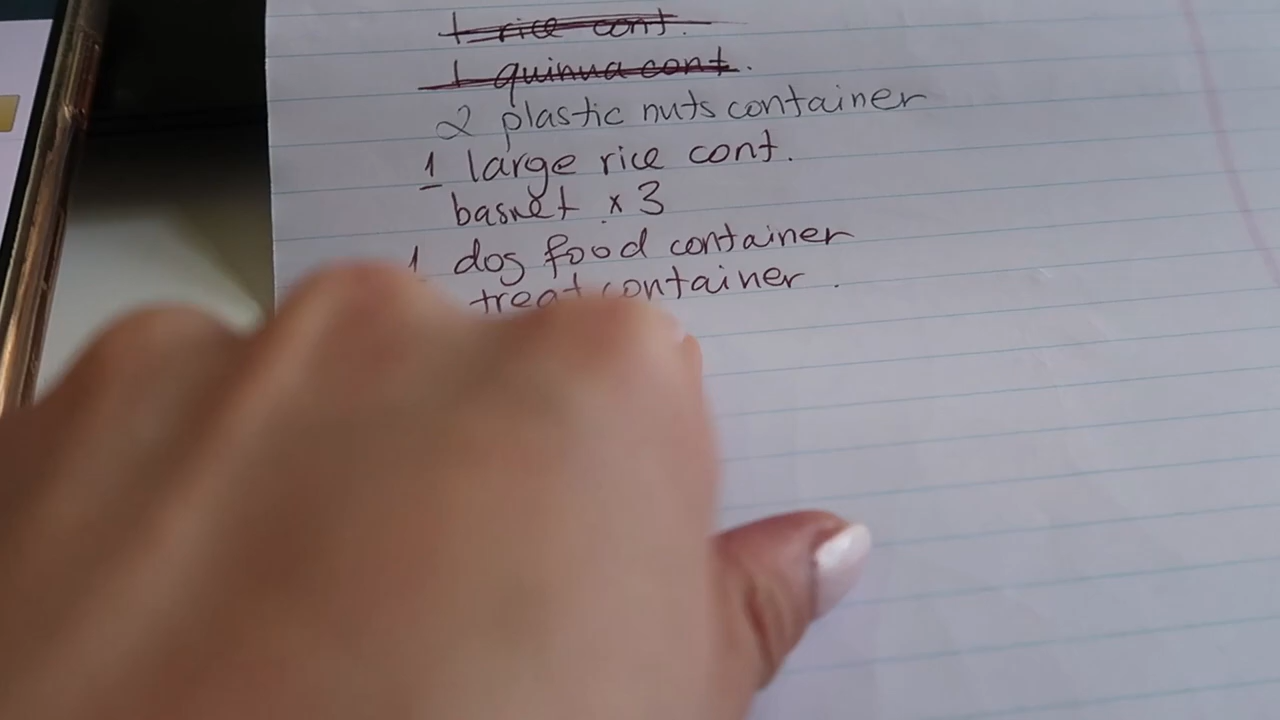 1 rice cont.
1 quinua cont.
2 plastic nuts container
1 large rice cont.
basket x 3
1 dog food container
treat container.